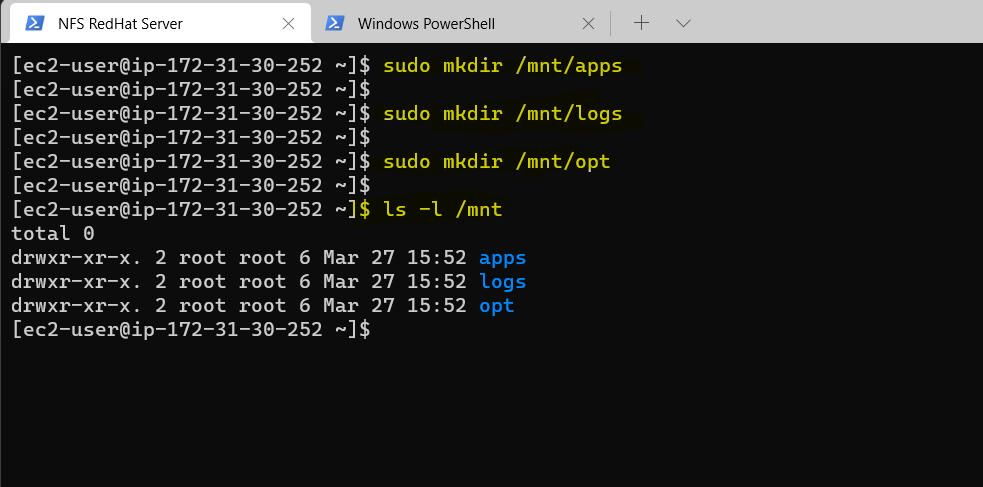 NFS RedHat Server
Windows PowerShell
[ec2-user@ip-172-31-30-252 ~]$ sudo mkdir /mnt/apps
[ec2-user@ip-172-31-30-252 ~]$
[ec2-user@ip-172-31-30-252 ~]$ sudo mkdir /mnt/logs
[ec2-user@ip-172-31-30-252 ~]$
[ec2-user@ip-172-31-30-252 ~]$ sudo mkdir /mnt/opt
[ec2-user@ip-172-31-30-252 ~]$
[ec2-user@ip-172-31-30-252 ~]$ ls -l /mnt
total 0
drwxr-xr-x. 2 root root 6 Mar 27 15:52 apps
drwxr-xr-x. 2 root root 6 Mar 27 15:52 logs
drwxr-xr-x. 2 root root 6 Mar 27 15:52 opt
[ec2-user@ip-172-31-30-252 ~]$